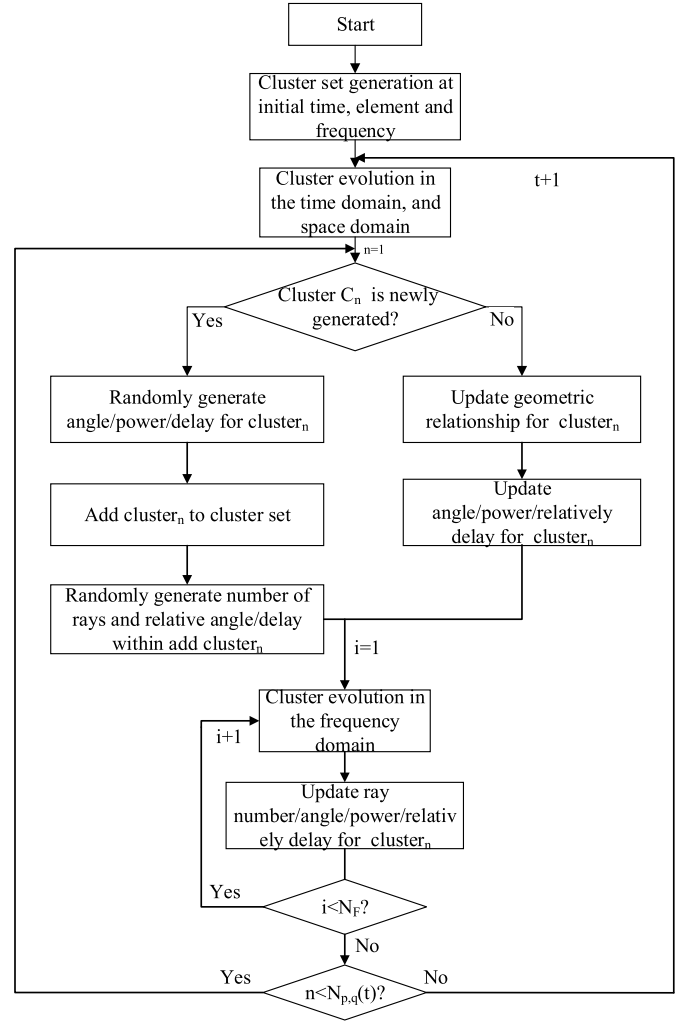 Start
Cluster set generation at
initial time, element and
frequency
t+1
Cluster evolution in
the time domain, and
space domain
n=1
Cluster Cn is newly
generated?
Yes
No
Randomly generate
angle/power/delay for clustern
Update geometric
relationship for clustern
Add clustern to cluster set
Update
angle/power/relatively
delay for clustern
Randomly generate number of
rays and relative angle/delay
within add clustern
i=1
Cluster evolution in
the frequency
domain
i+1
Update ray
number/angle/power/relativ
ely delay for clustern
Yes
i<NF?
No
Yes
n<Np,q(t)?
No